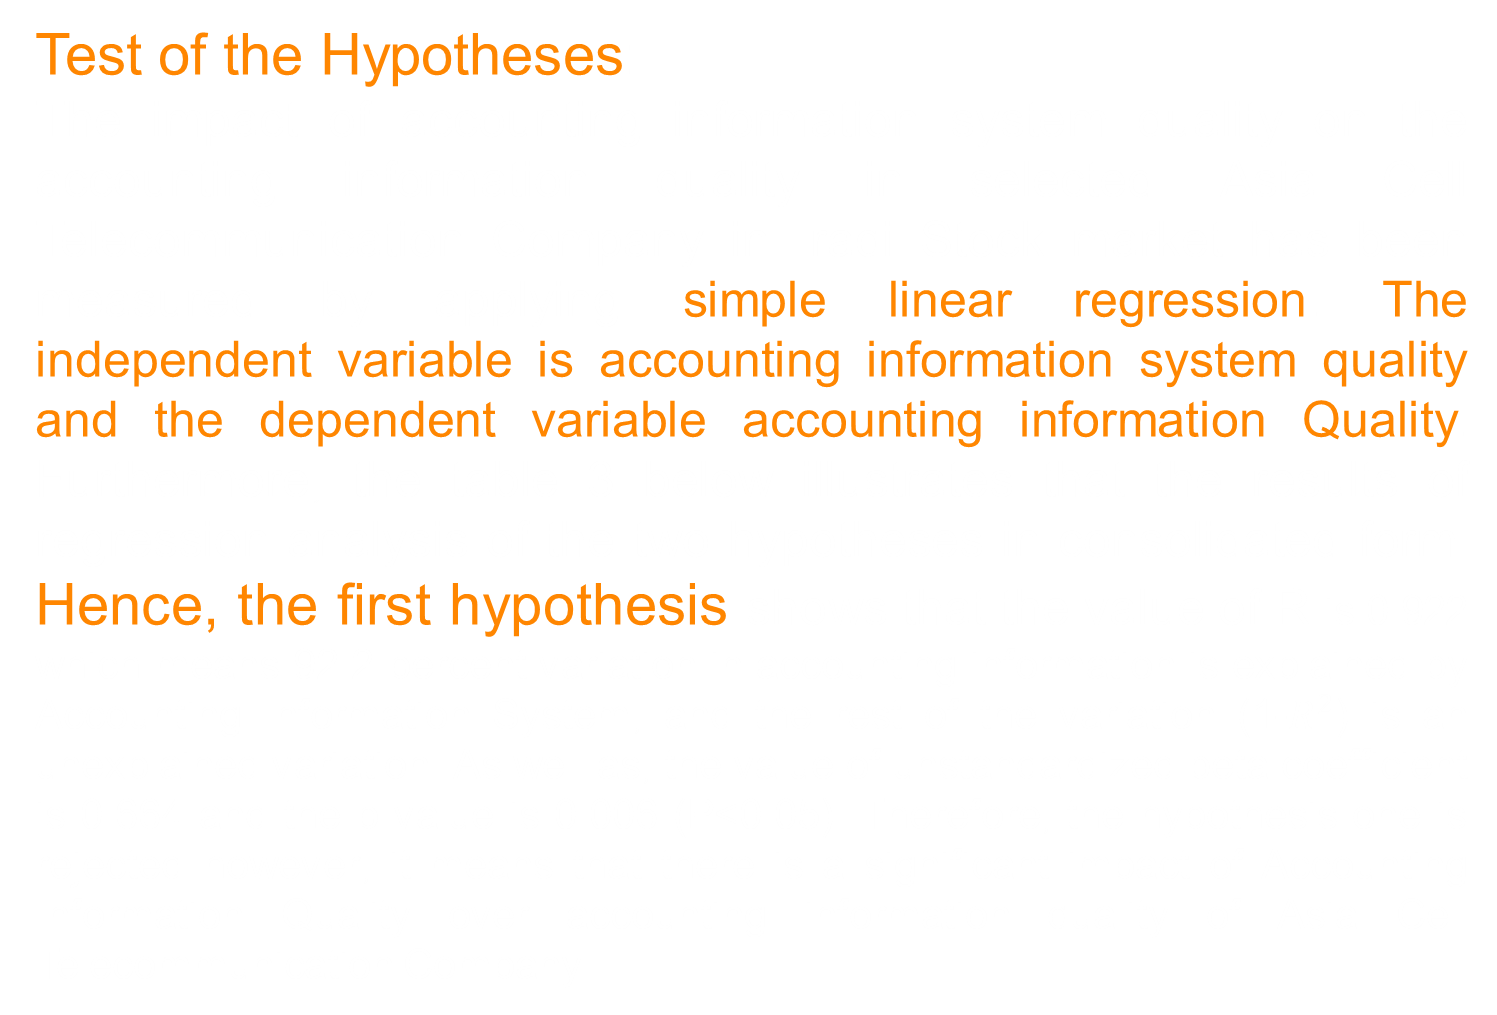 Test of the Hypotheses
simple linear regression The
independent variable is accounting information system quality
and the dependent variable accounting information Quality
Hence, the first hypothesis